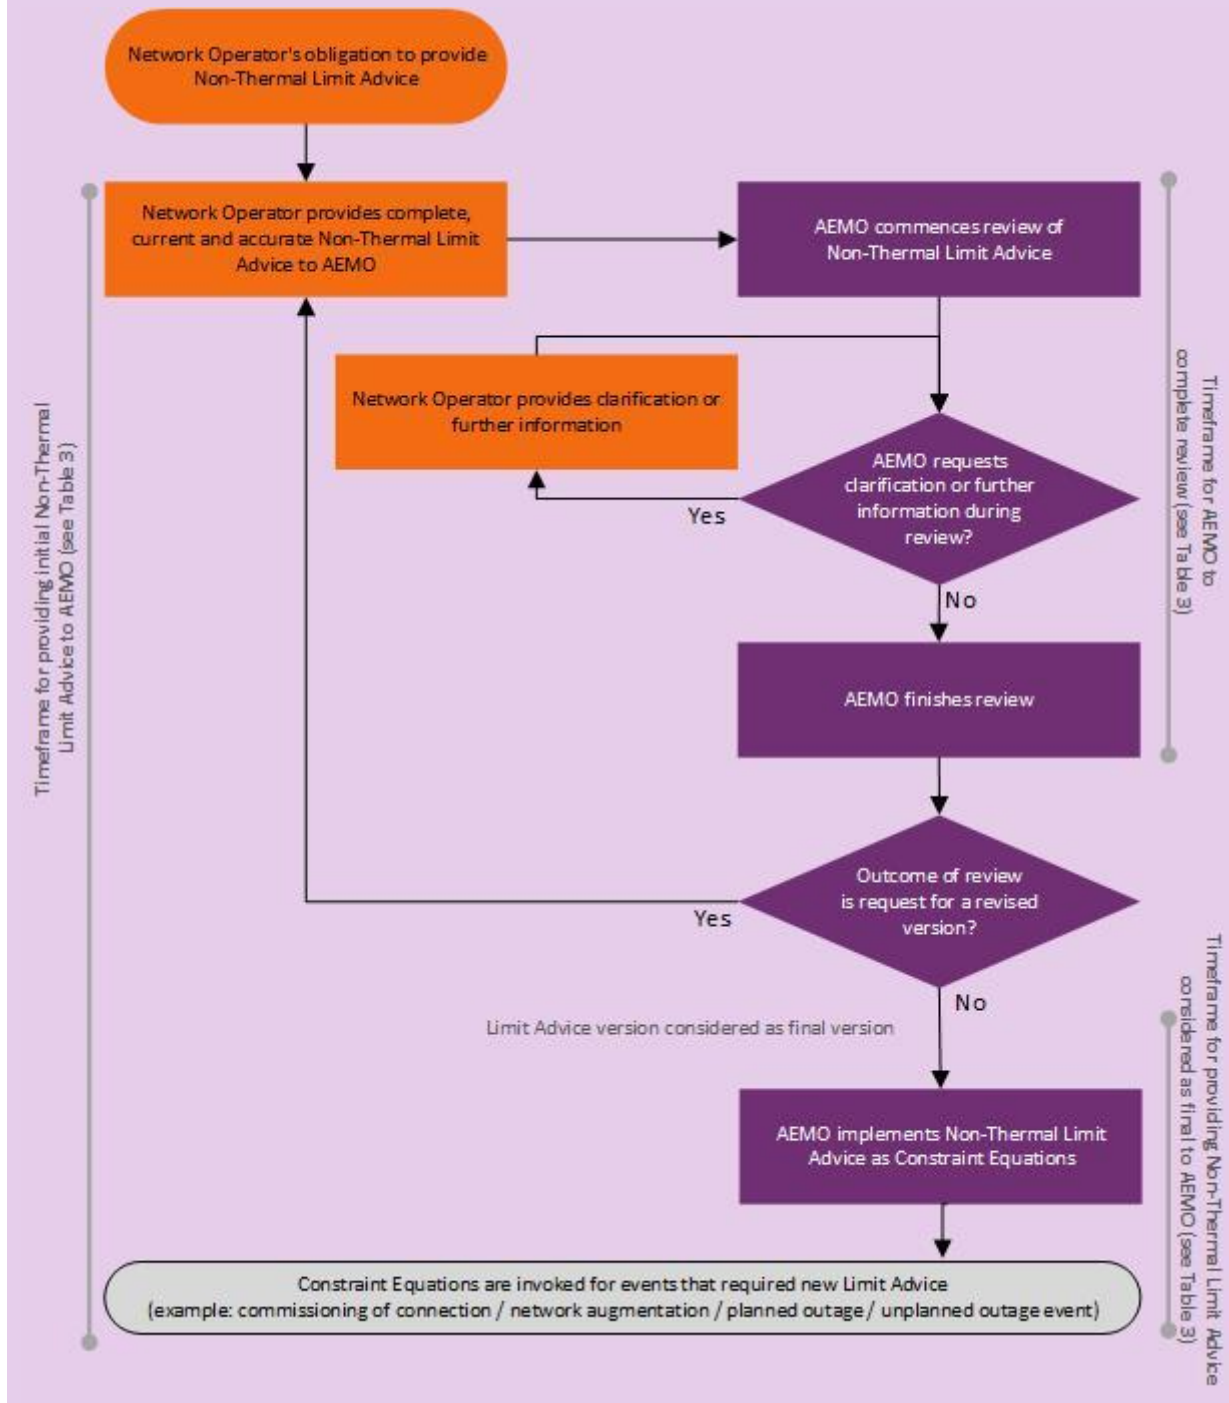 Network Operator's obligation to provide
Non-Thermal Limit Advice
Network Operator provides complete,
current and accurate Non-Thermal Limit
Advice to AEMO
AEMO commences review of
Non-Thermal Limit Advice
Network Operator provides clarification or
further information
AEMO requests
clarification or further
information during
review?
Yes
No
AEMO finishes review
Outcome of review
is request for a revised
version?
Yes
No
Limit Advice version considered as final version
AEMO implements Non-Thermal Limit
Advice as Constraint Equations
Constraint Equations are invoked for events that required new Limit Advice
(example: commissioning of connection / network augmentation / planned outage / unplanned outage event)
Timeframe for providing initial Non-Thermal
Limit Advice to AEMO (see Table 3)
Timeframe for AEMO to
complete review (see Table 3)
Timeframe for providing Non-Thermal Limit Advice
considered as final to AEMO (see Table 3)